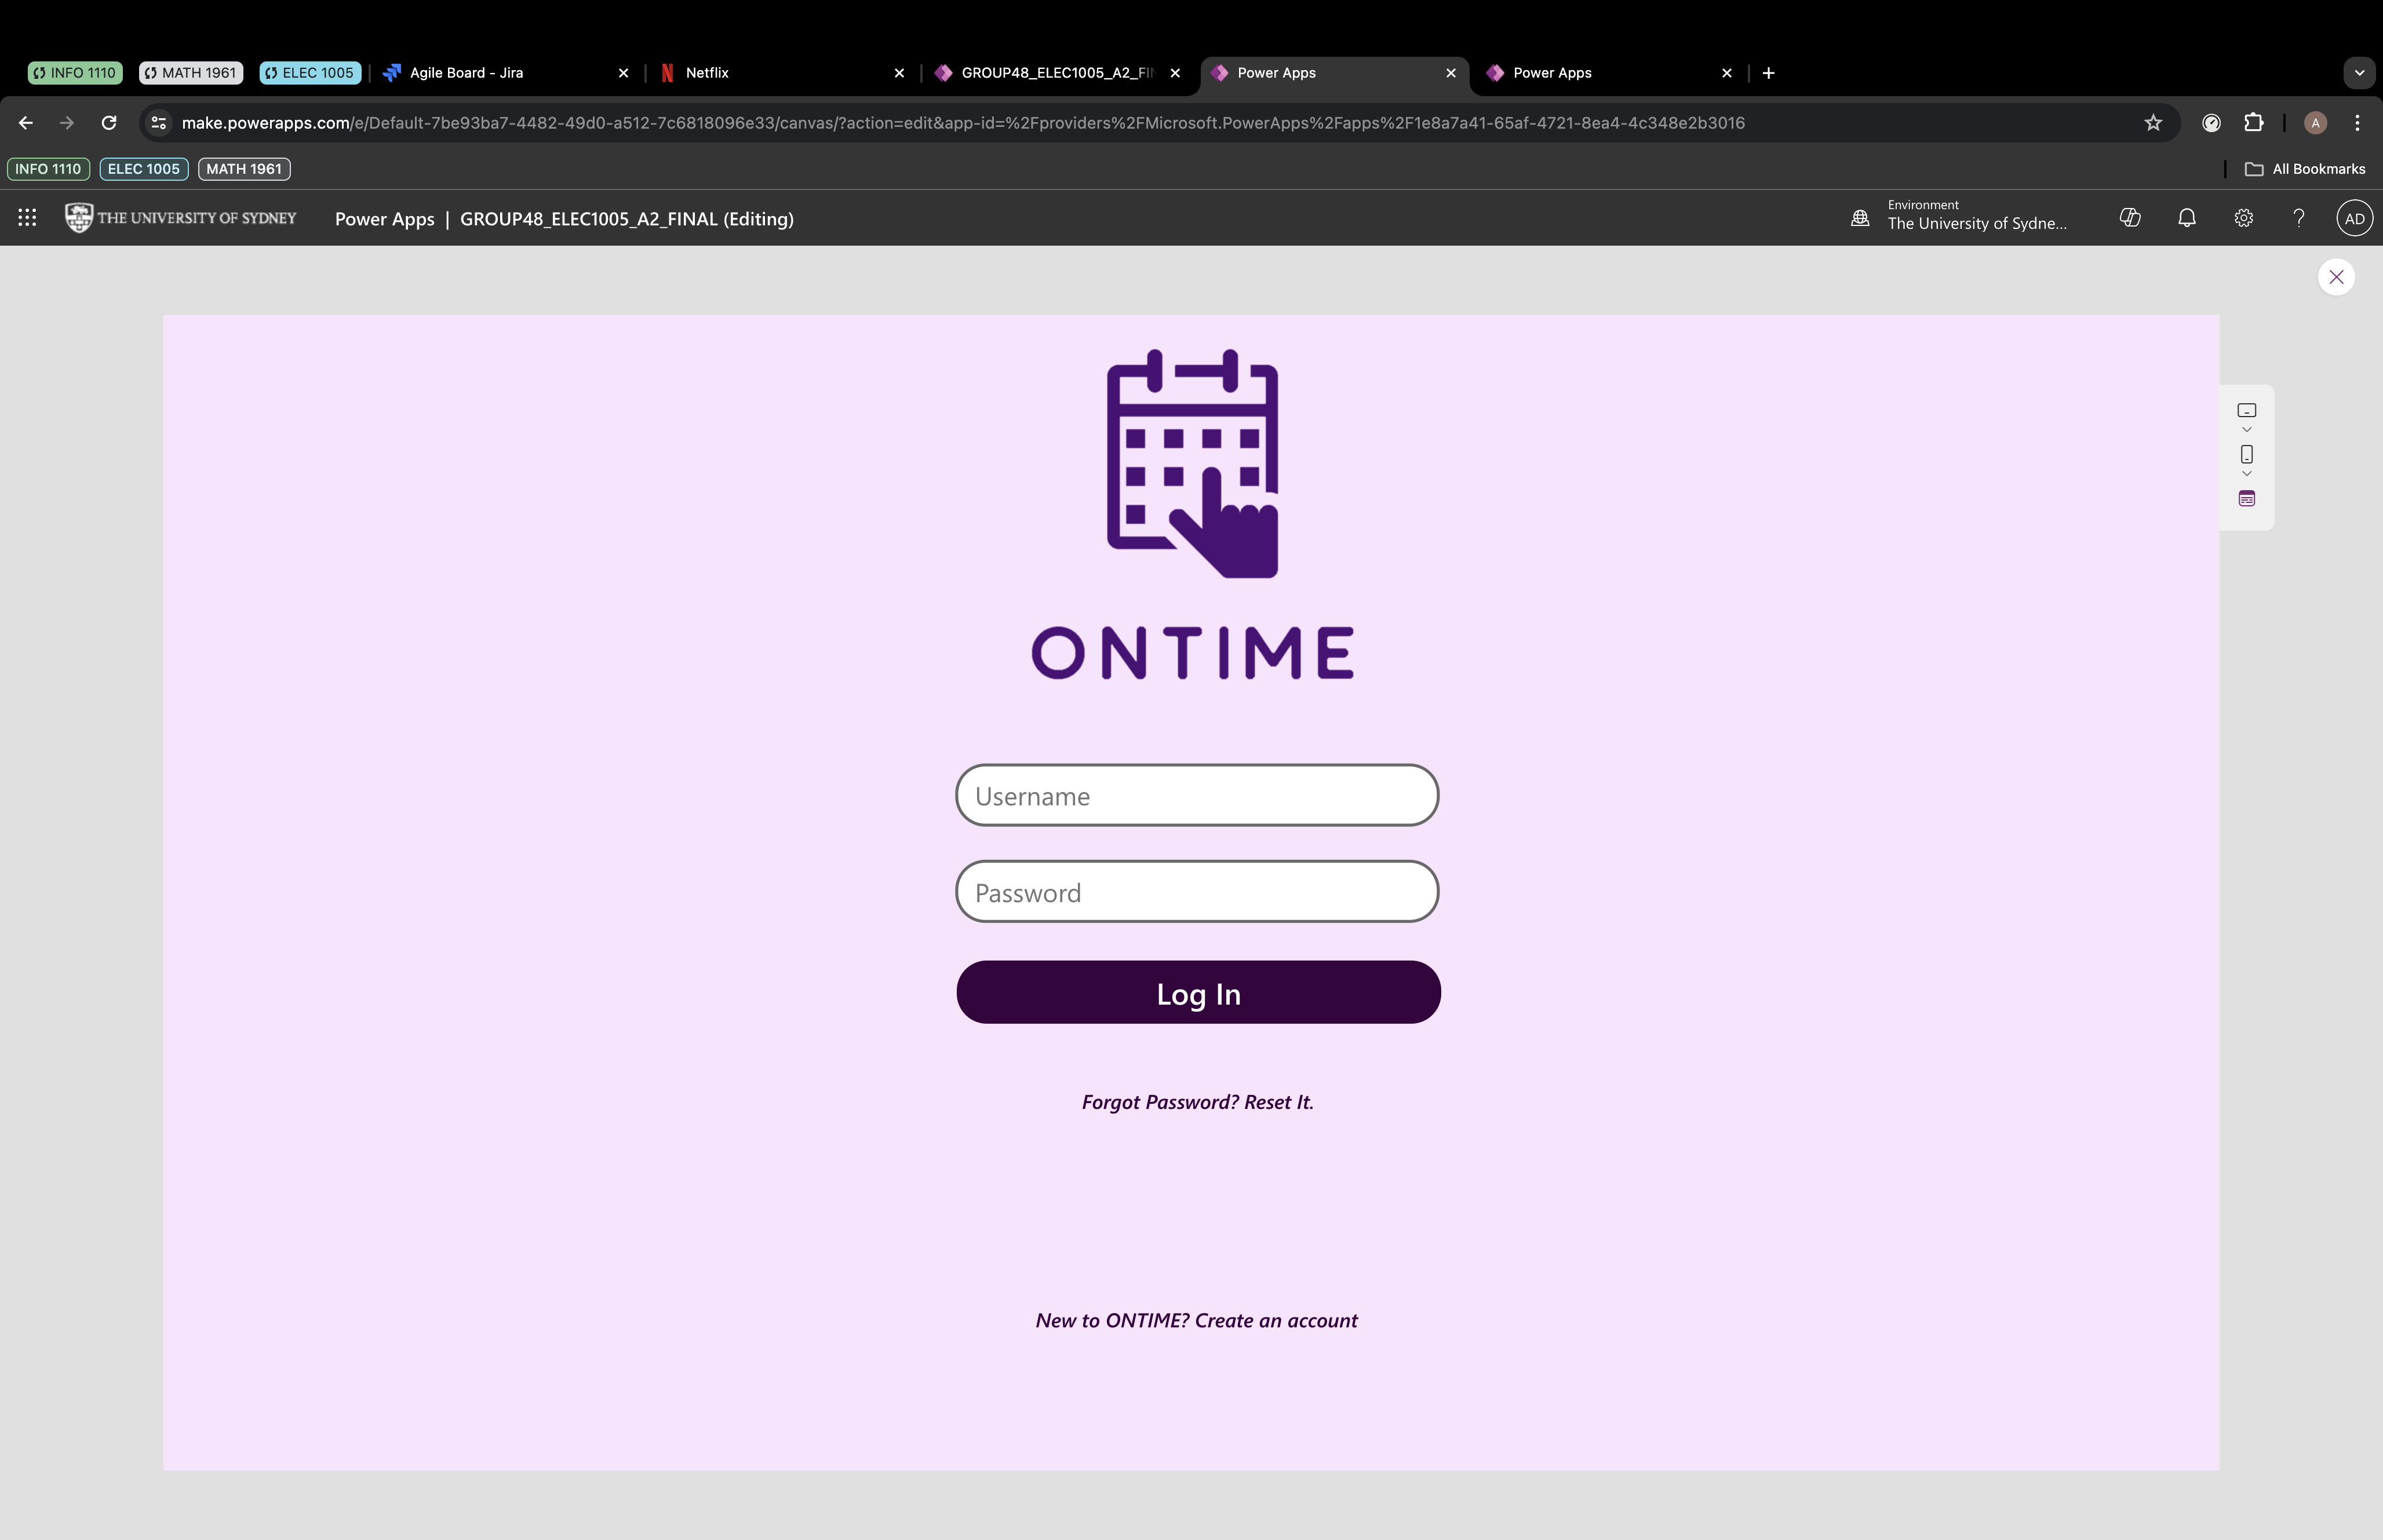 INFO 1110
MATH 1961
ELEC 1005
Agile Board - Jira
Netflix
GROUP48_ELEC1005_A2_FIN
Power Apps
Power Apps
make.powerapps.com/e/Default-7be93ba7-4482-49d0-a512-7c6818096e33/canvas/?action=edit&app-id=%2Fproviders%2FMicrosoft.PowerApps%2Fapps%2F1e8a7a41-65af-4721-8ea4-4c348e2b3016
A
INFO 1110
ELEC 1005
MATH 1961
All Bookmarks
THE UNIVERSITY OF SYDNEY
Power Apps | GROUP48_ELEC1005_A2_FINAL (Editing)
Environment
The University of Sydne...
AD
ONTIME
Username
Password
Log In
Forgot Password? Reset It.
New to ONTIME? Create an account